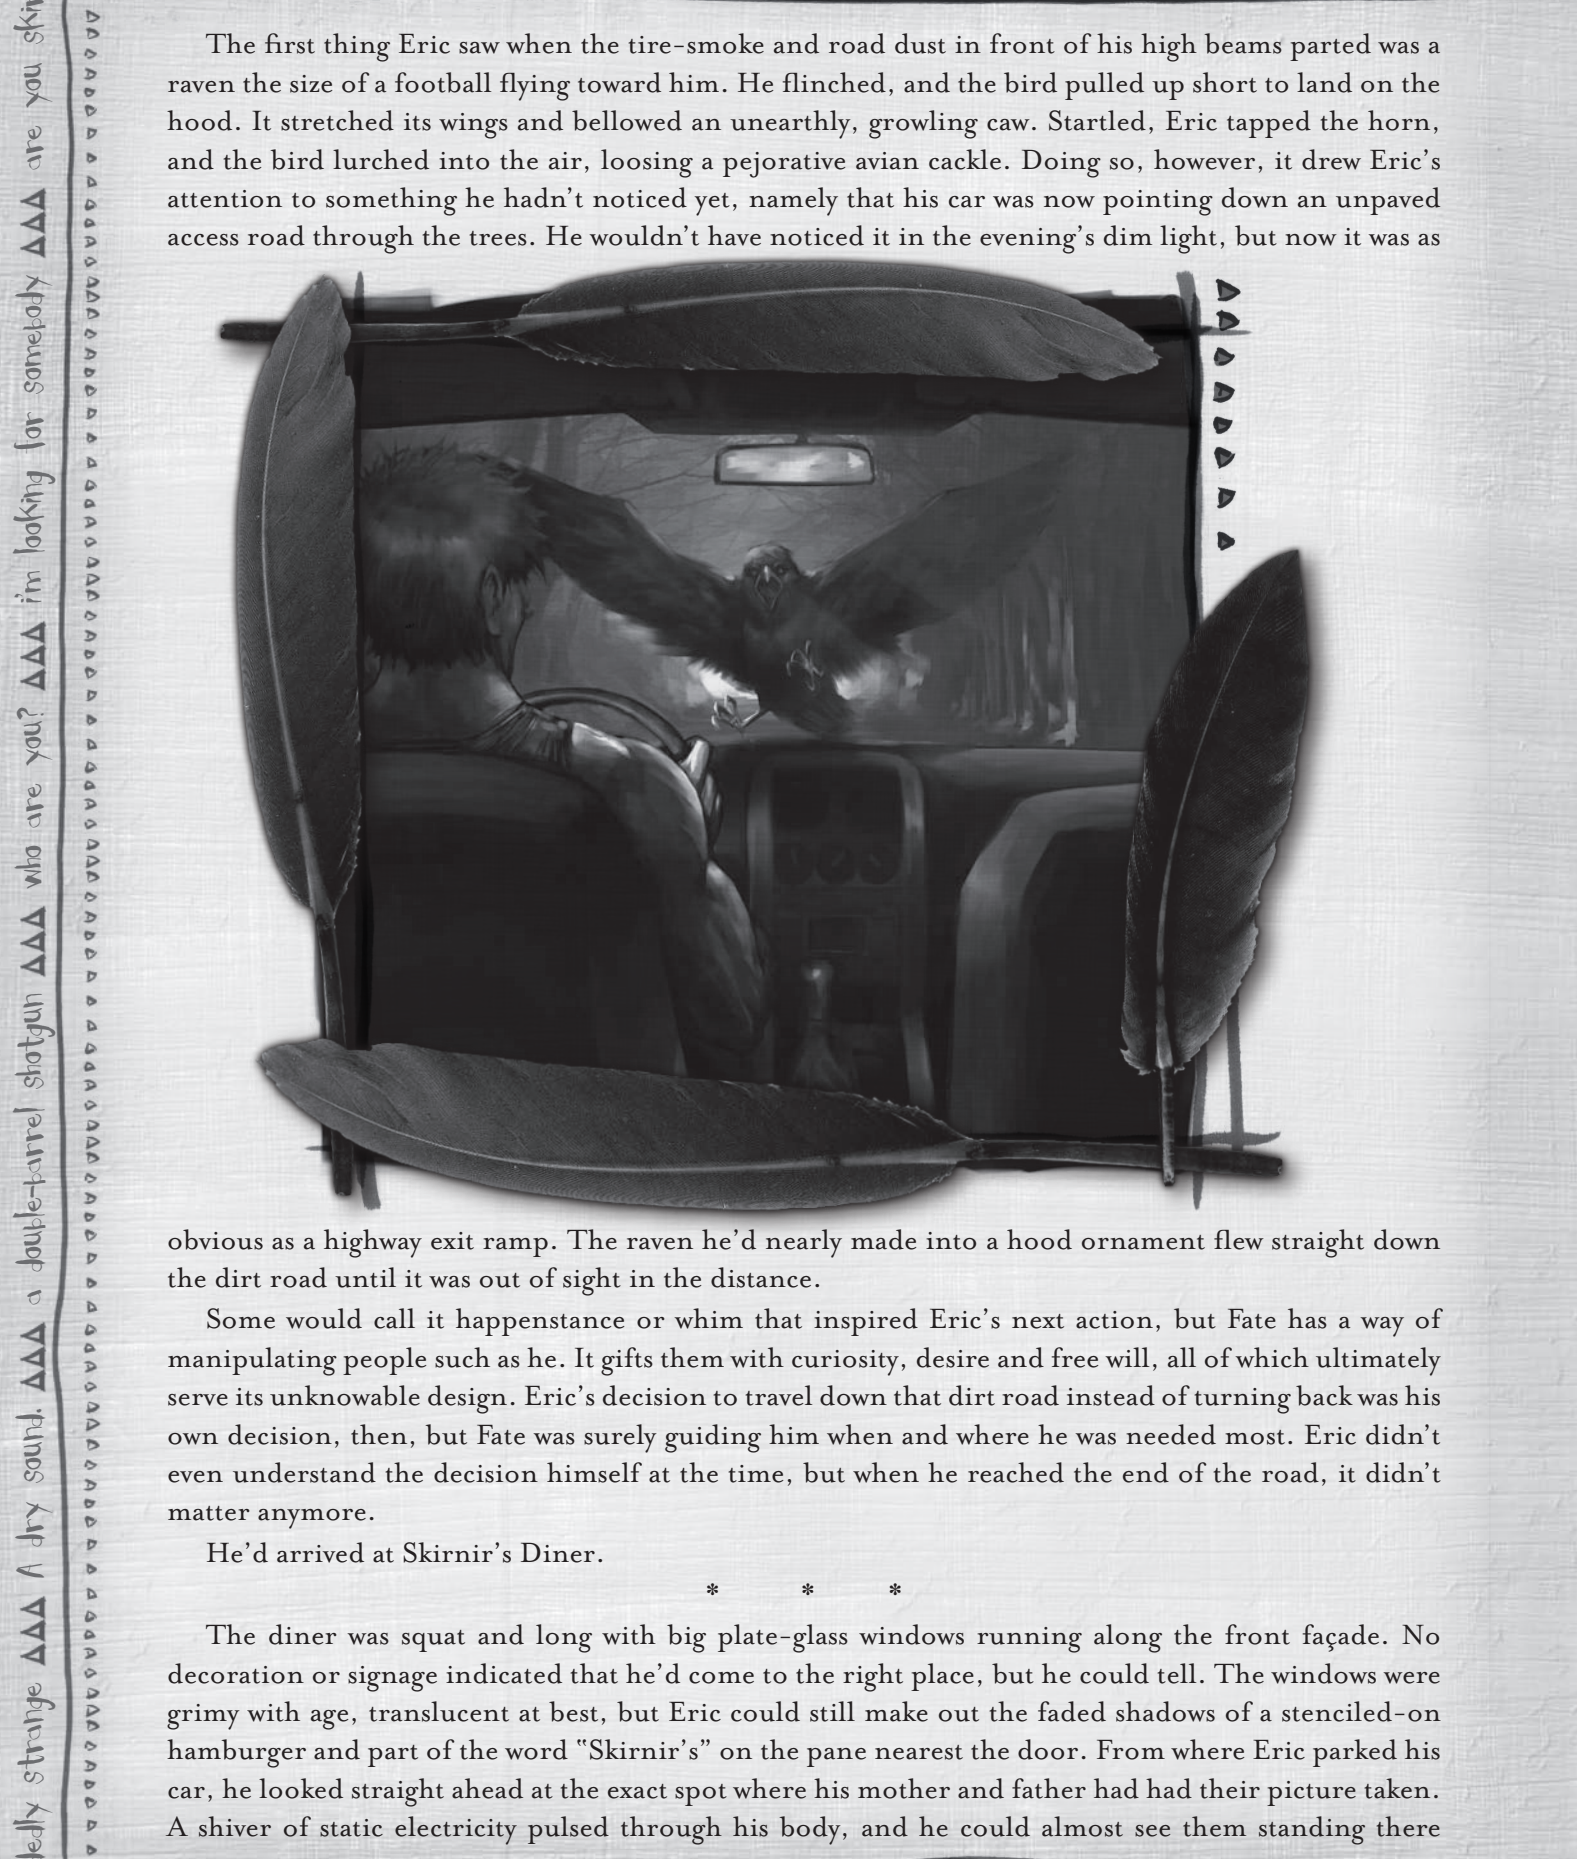 The first thing Eric saw when the tire-smoke and road dust in front of his high beams parted was a
raven the size of a football flying toward him. He flinched, and the bird pulled up short to land on the
hood. It stretched its wings and bellowed an unearthly, growling caw. Startled, Eric tapped the horn,
and the bird lurched into the air, loosing a pejorative avian cackle. Doing so, however, it drew Eric’s
attention to something he hadn’t noticed yet, namely that his car was now pointing down an unpaved
access road through the trees. He wouldn’t have noticed it in the evening’s dim light, but now it was as
obvious as a highway exit ramp. The raven he’d nearly made into a hood ornament flew straight down
the dirt road until it was out of sight in the distance.
Some would call it happenstance or whim that inspired Eric’s next action, but Fate has a way of
manipulating people such as he. It gifts them with curiosity, desire and free will, all of which ultimately
serve its unknowable design. Eric’s decision to travel down that dirt road instead of turning back was his
own decision, then, but Fate was surely guiding him when and where he was needed most. Eric didn’t
even understand the decision himself at the time, but when he reached the end of the road, it didn’t
matter anymore.
He’d arrived at Skirnir’s Diner.
* * *
The diner was squat and long with big plate-glass windows running along the front façade. No
decoration or signage indicated that he’d come to the right place, but he could tell. The windows were
grimy with age, translucent at best, but Eric could still make out the faded shadows of a stenciled-on
hamburger and part of the word “Skirnir’s” on the pane nearest the door. From where Eric parked his
car, he looked straight ahead at the exact spot where his mother and father had had their picture taken.
A shiver of static electricity pulsed through his body, and he could almost see them standing there
strange A dry sound. a double-barrel shotgun who are you? i'm looking for somebody are you